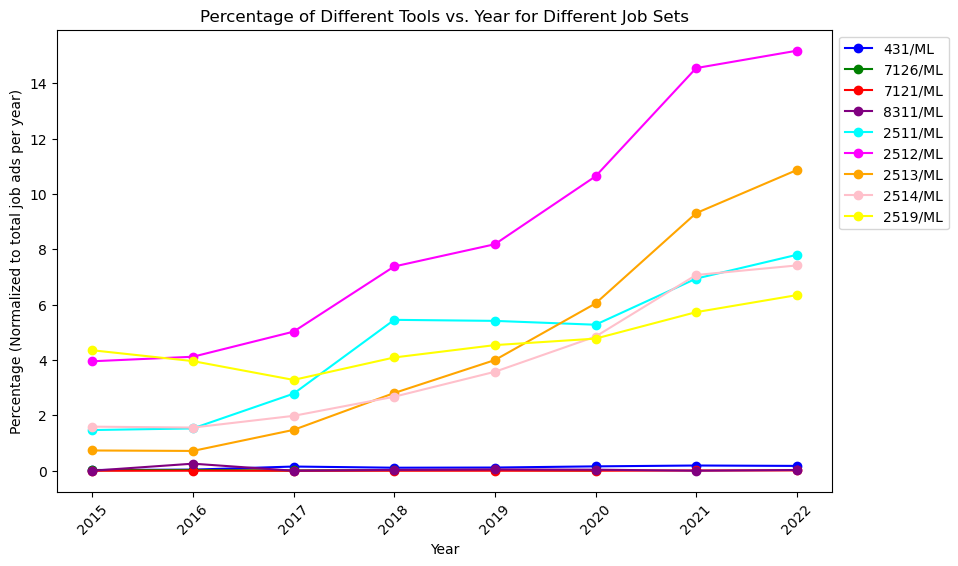 Percentage of Different Tools vs. Year for Different Job Sets
Percentage (Normalized to total job ads per year)
14
12
10
8
6
4
2
0
2015
2016
2017
2018
2019
2020
2021
2022
Year
431/ML
7126/ML
7121/ML
8311/ML
2511/ML
2512/ML
2513/ML
2514/ML
2519/ML